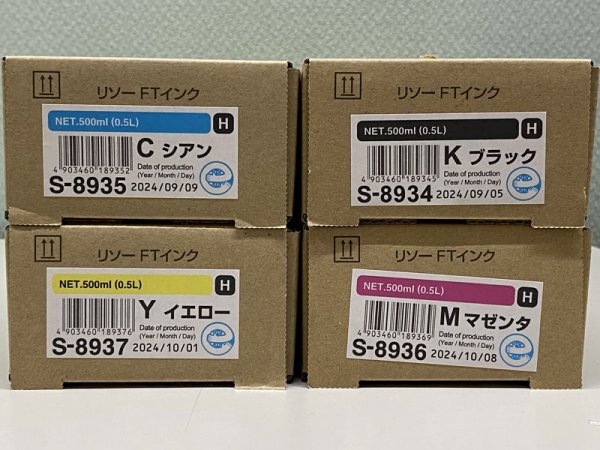 リソー FTインク
NET.500ml (0.5L)
H
C シアン
4 903460 189352
Date of production
(Year / Month / Day)
S-8935
2024/09/09
リソー FTインク
NET.500ml (0.5L)
H
K ブラック
4 903460 189345
Date of production
(Year / Month / Day)
S-8934
2024/09/05
リソー FTインク
NET.500ml (0.5L)
H
Y イエロー
4 903460 189376
Date of production
(Year / Month / Day)
S-8937
2024/10/01
リソー FTインク
NET.500ml (0.5L)
H
M マゼンタ
4 903460 189369
Date of production
(Year / Month / Day)
S-8936
2024/10/08